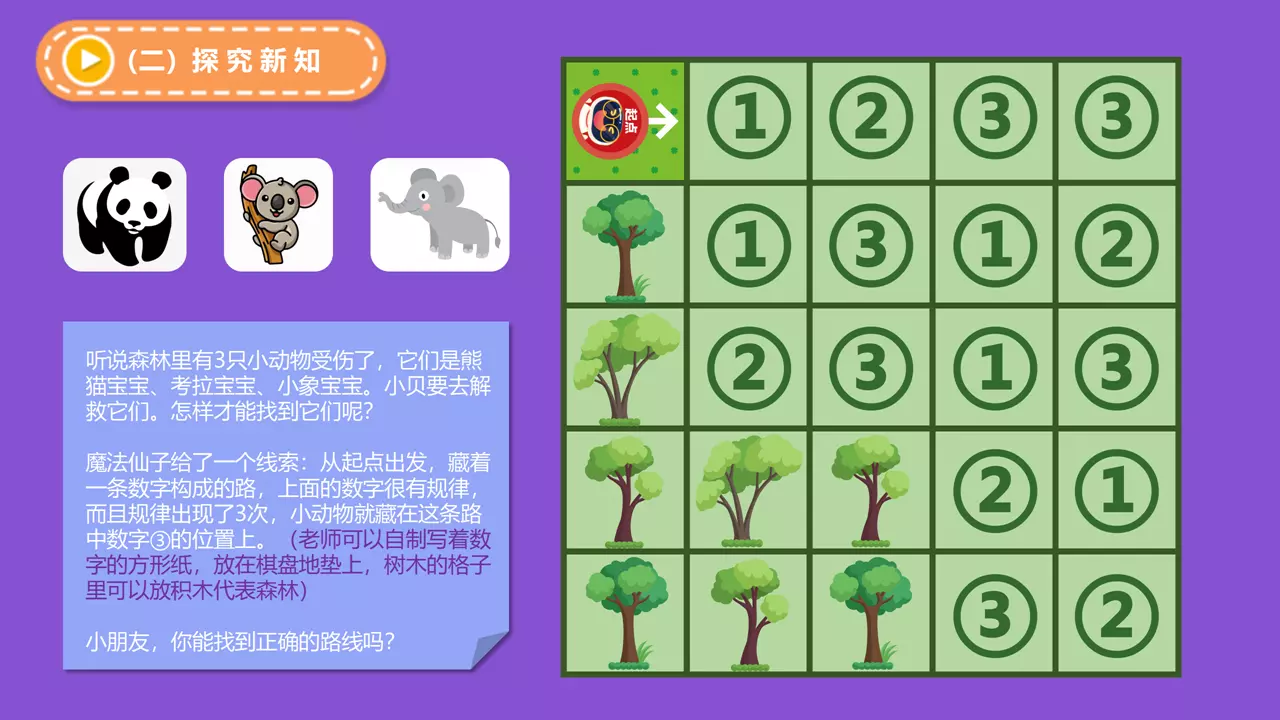 (二) 探究新知
听说森林里有3只小动物受伤了，它们是熊
猫宝宝、考拉宝宝、小象宝宝。小贝要去解
救它们。怎样才能找到它们呢？
魔法仙子给了一个线索：从起点出发，藏着
一条数字构成的路，上面的数字很有规律，
而且规律出现了3次，小动物就藏在这条路
中数字③的位置上。（老师可以自制写着数
字的方形纸，放在棋盘地垫上，树木的格子
里可以放积木代表森林）
小朋友，你能找到正确的路线吗？
起点 ① ② ③ ③
① ③ ① ②
② ③ ① ③
② ①
③ ②